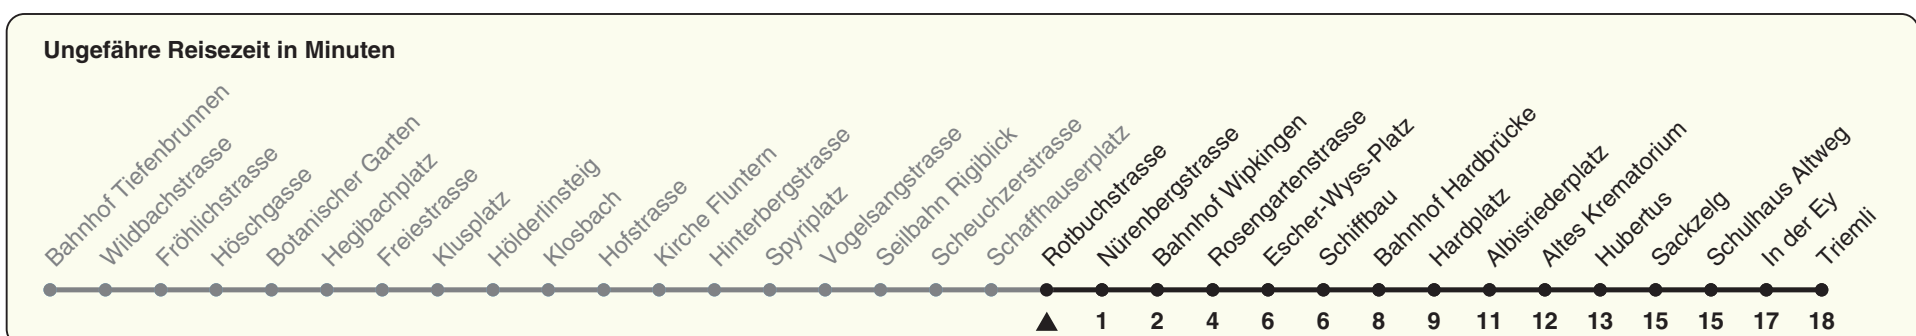 Ungefähre Reisezeit in Minuten
Bahnhof Tiefenbrunnen
Wildbachstrasse
Fröhlichstrasse
Höschgasse
Botanischer Garten
Hegibachplatz
Freiestrasse
Klusplatz
Hölderlinsteig
Klosbach
Hofstrasse
Kirche Fluntern
Hinterbergstrasse
Spyriplatz
Vogelsangstrasse
Seilbahn Rigiblick
Scheuchzerstrasse
Schaffhauserplatz
Rotbuchstrasse
Nürenbergstrasse
Bahnhof Wipkingen
Rosengartenstrasse
Escher-Wyss-Platz
Schiffbau
Bahnhof Hardbrücke
Hardplatz
Albisriederplatz
Altes Krematorium
Hubertus
Sackzelg
Schulhaus Altweg
In der Ey
Triemli
1 2 4 6 6 8 9 11 12 13 15 15 17 18